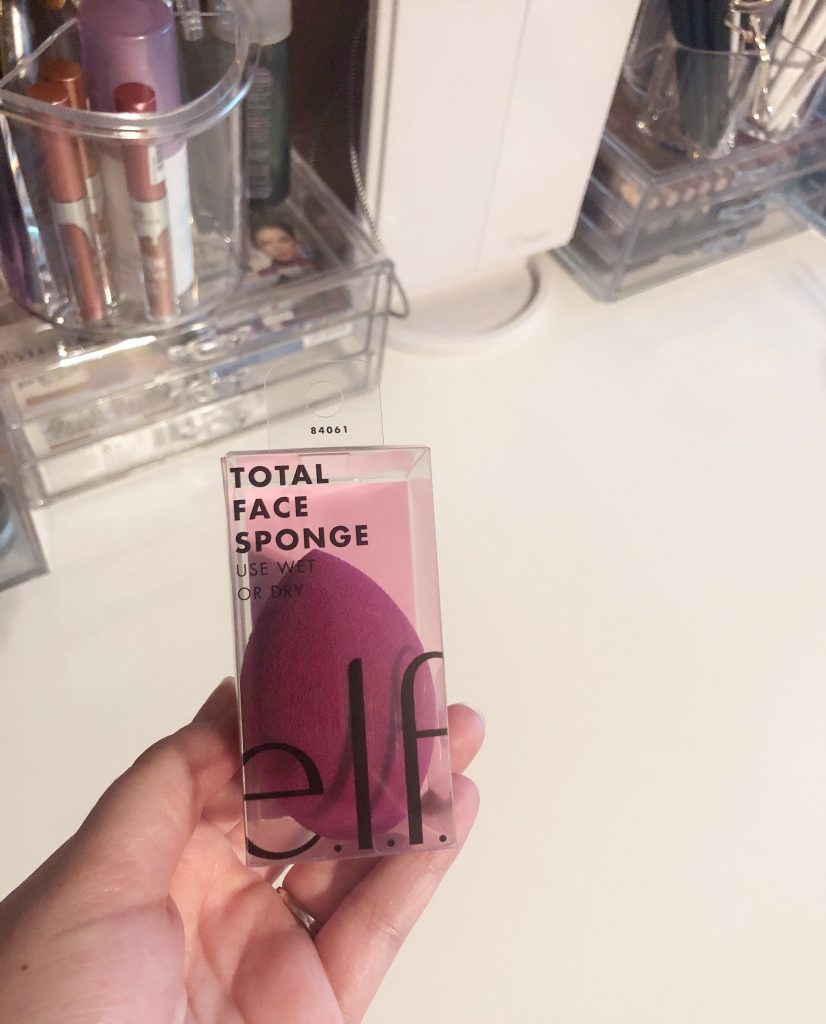 84061
TOTAL
FACE
SPONGE
USE WET
OR DRY
e.l.f.